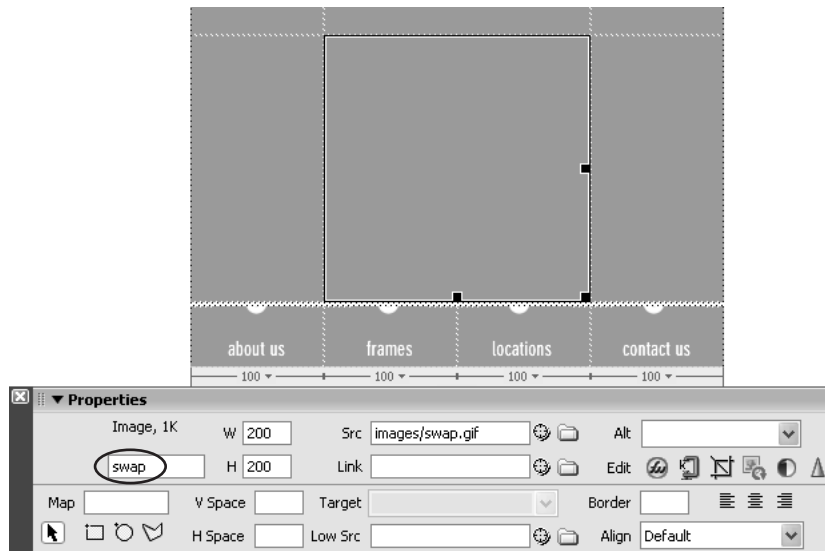 about us frames locations contact us
100 100 100 100
Properties
Image, 1K W 200 Src images/swap.gif Alt
swap H 200 Link Edit
Map V Space Target Border
H Space Low Src Align Default